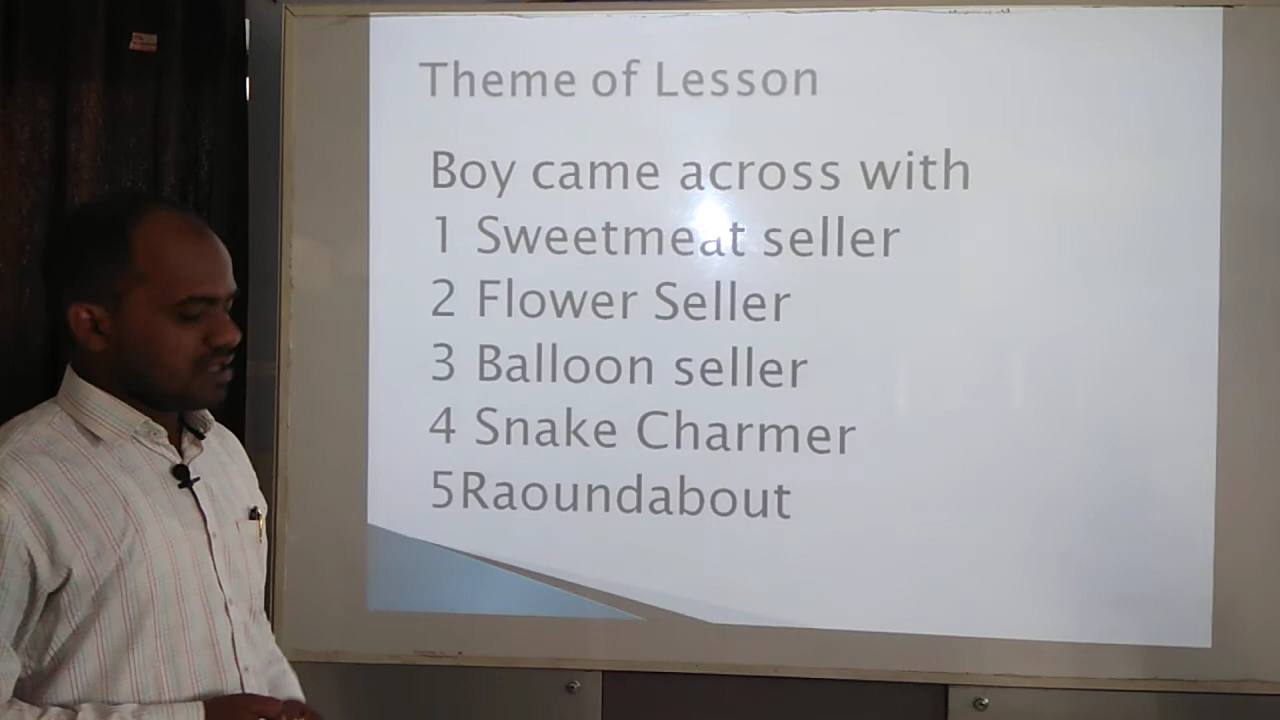 Theme of Lesson
Boy came across with
1 Sweetmeat seller
2 Flower Seller
3 Balloon seller
4 Snake Charmer
5Raoundabout